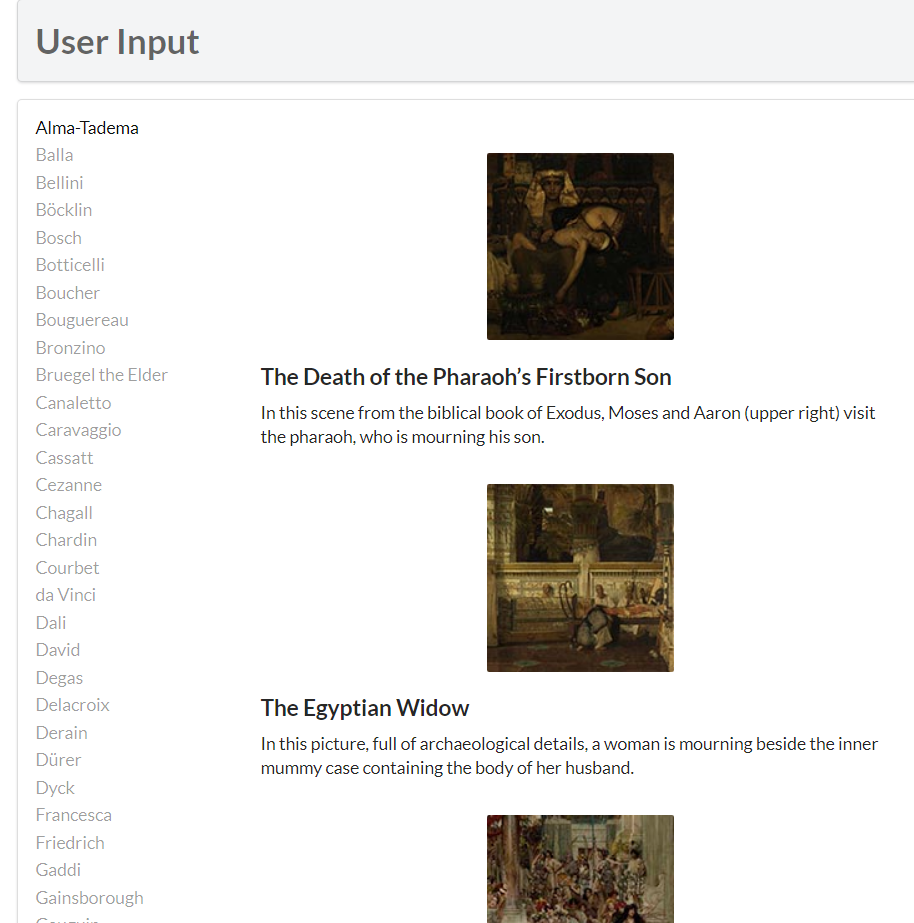 User Input
Alma-Tadema
Balla
Bellini
Böcklin
Bosch
Botticelli
Boucher
Bouguereau
Bronzino
Bruegel the Elder
Canaletto
Caravaggio
Cassatt
Cezanne
Chagall
Chardin
Courbet
da Vinci
Dali
David
Degas
Delacroix
Derain
Dürer
Dyck
Francesca
Friedrich
Gaddi
Gainsborough
The Death of the Pharaoh’s Firstborn Son
In this scene from the biblical book of Exodus, Moses and Aaron (upper right) visit
the pharaoh, who is mourning his son.
The Egyptian Widow
In this picture, full of archaeological details, a woman is mourning beside the inner
mummy case containing the body of her husband.